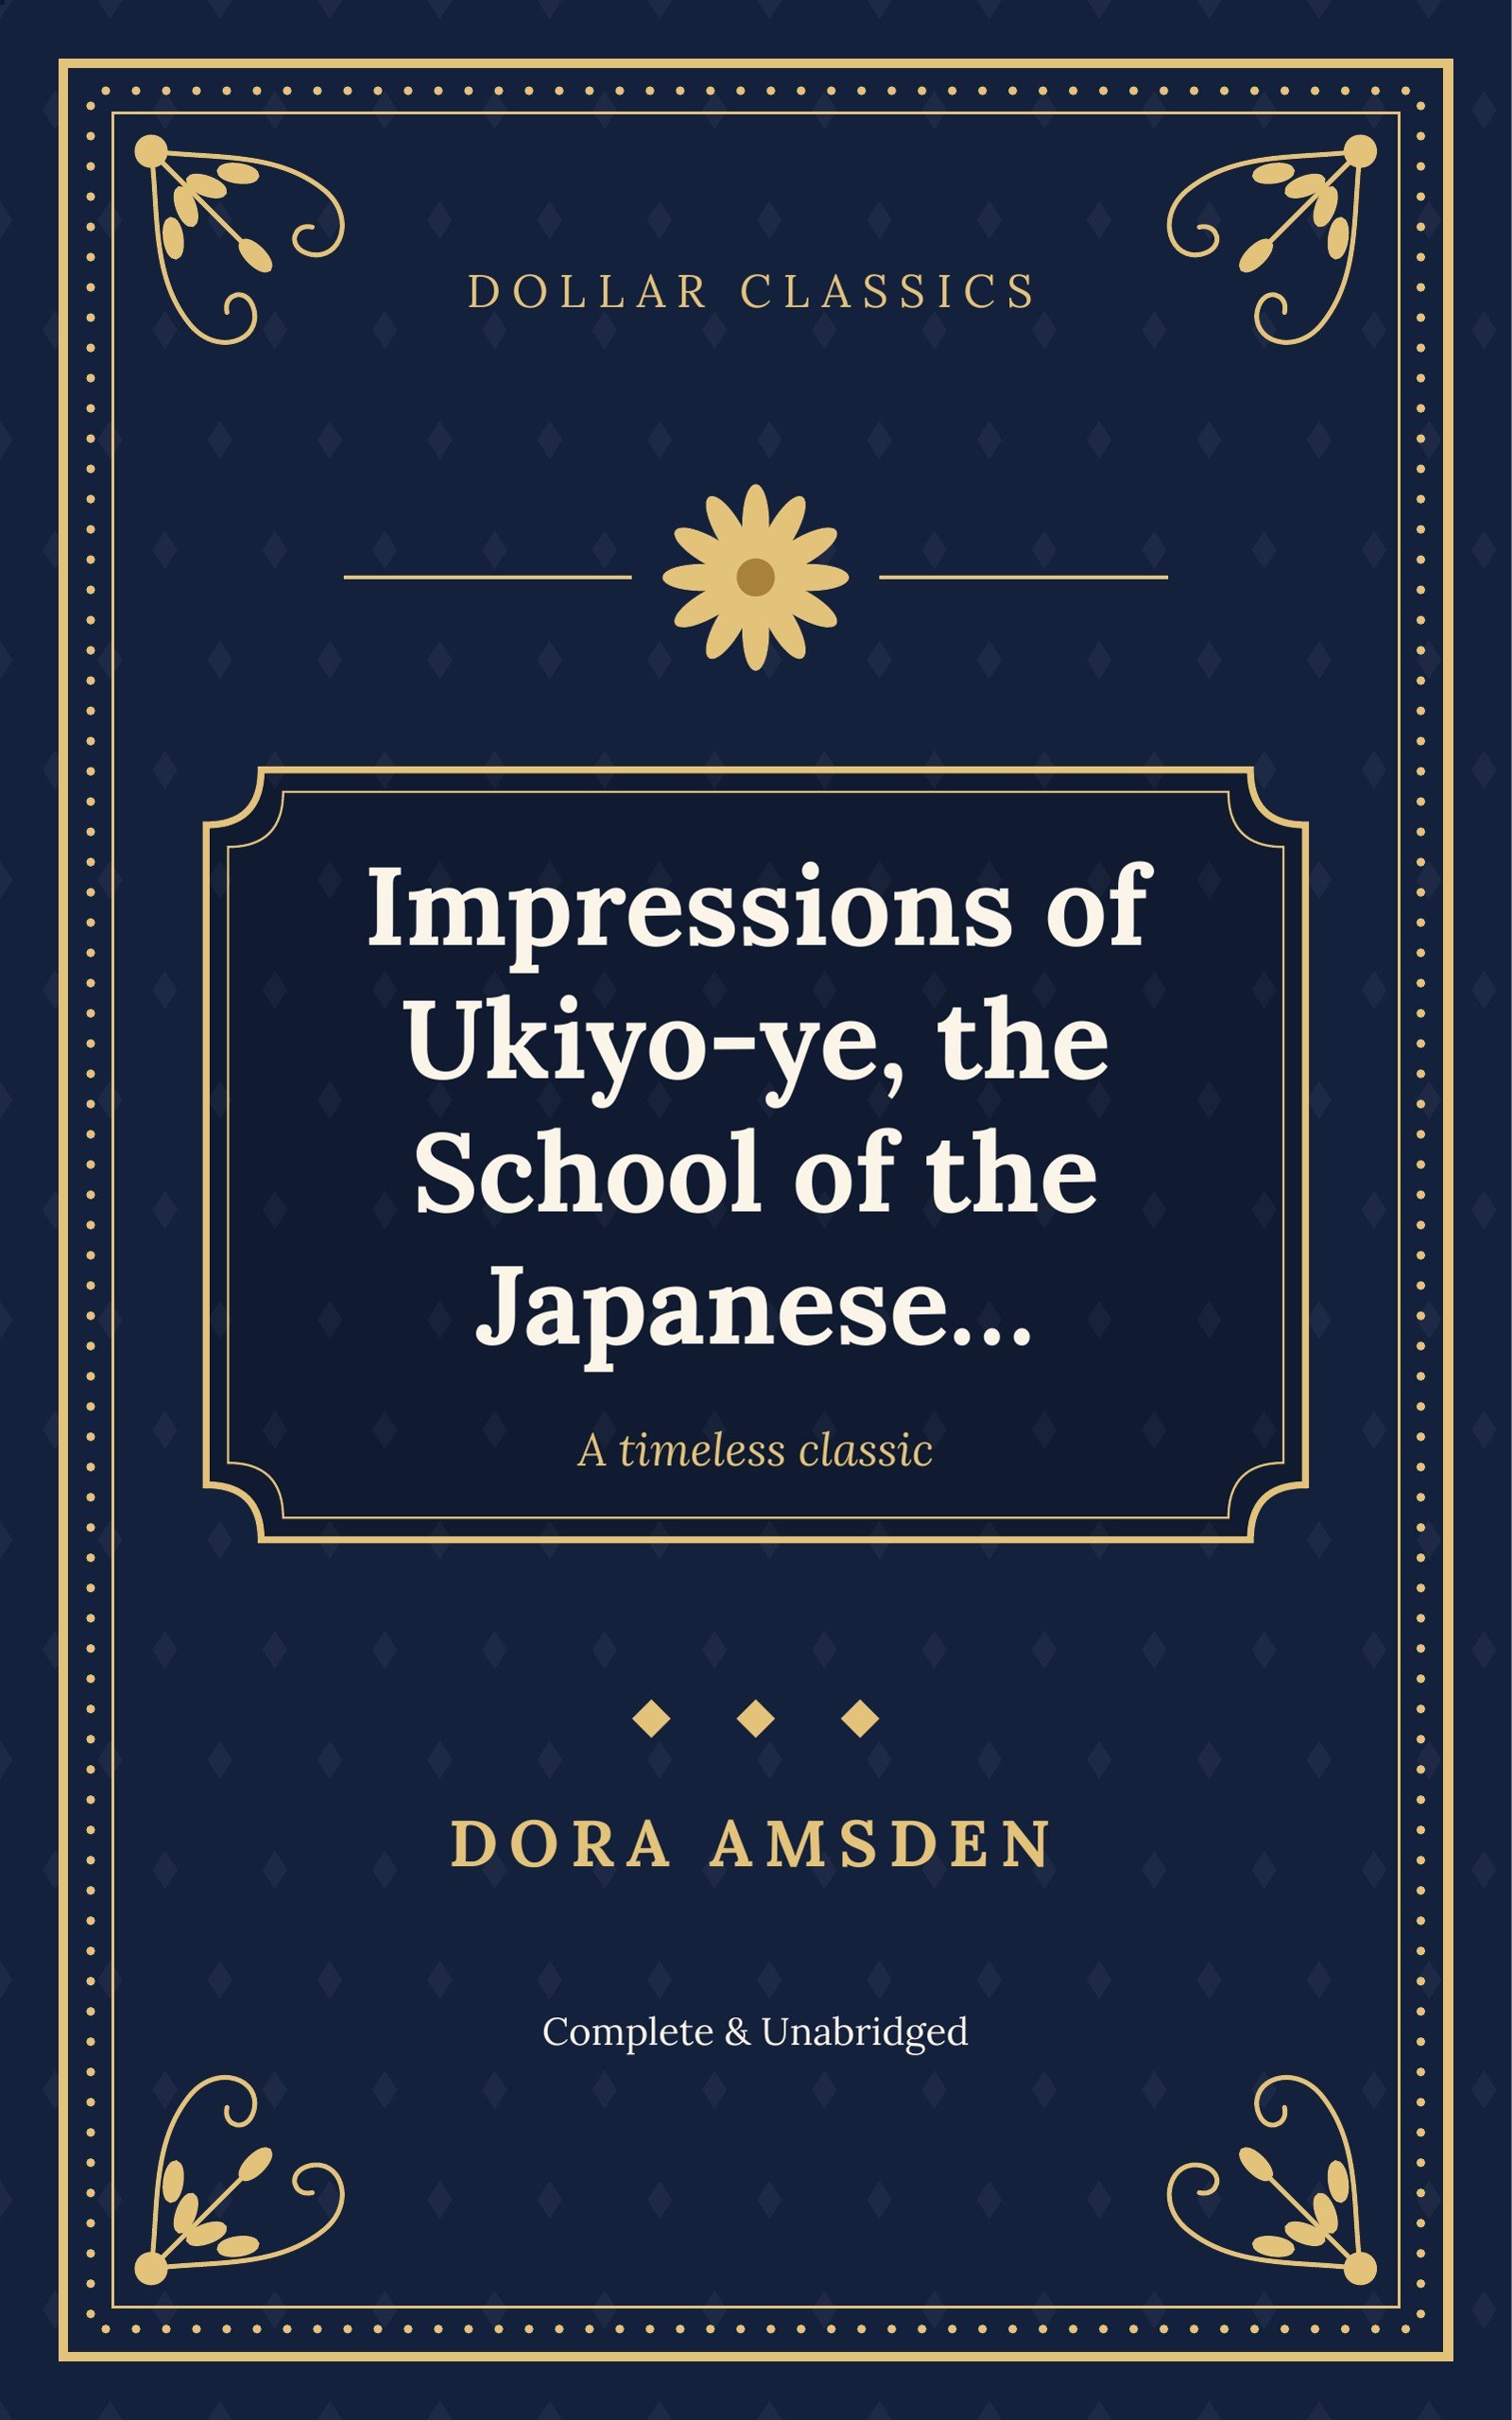 DOLLAR CLASSICS
Impressions of
Ukiyo-ye, the
School of the
Japanese...
A timeless classic
DORA AMSDEN
Complete & Unabridged